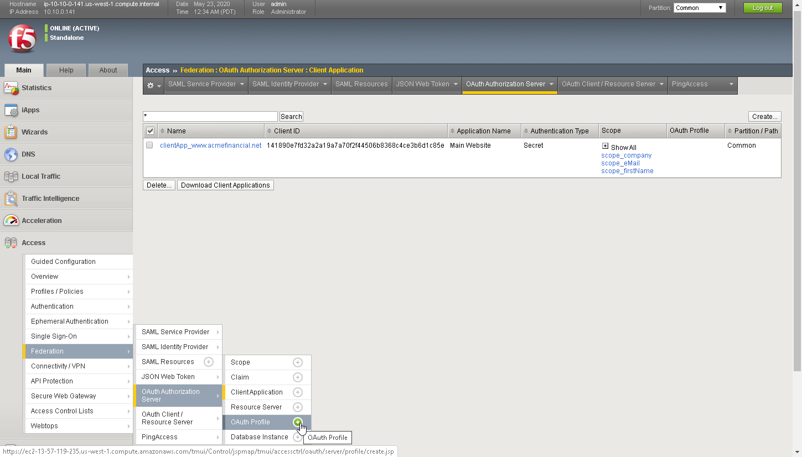 Hostname ip-10-10-0-141.us-west-1.compute.internal Date May 23, 2020 User admin
IP Address 10.10.0.141 Time 12:34 AM (PDT) Role Administrator
Partition: Common Log out
f5
ONLINE (ACTIVE)
Standalone
Main Help About
Access » Federation : OAuth Authorization Server : Client Application
SAML Service Provider SAML Identity Provider SAML Resources JSON Web Token OAuth Authorization Server OAuth Client / Resource Server PingAccess
Statistics
iApps
Wizards
DNS
Local Traffic
Traffic Intelligence
Acceleration
Access
Guided Configuration
Overview
Profiles / Policies
Authentication
Ephemeral Authentication
Single Sign-On
Federation
Connectivity / VPN
API Protection
Secure Web Gateway
Access Control Lists
Webtops
* Search Create...
Name Client ID Application Name Authentication Type Scope OAuth Profile Partition / Path
clientApp_www.acmefinancial.net 141890e7fd32a2a19a7a70f2f44506b8368c4ce3b6d1c85e Main Website Secret Show All Common
scope_company
scope_eMail
scope_firstName
Delete... Download Client Applications
SAML Service Provider
SAML Identity Provider
SAML Resources
JSON Web Token
OAuth Authorization
Server
OAuth Client /
Resource Server
PingAccess
Scope
Claim
Client Application
Resource Server
OAuth Profile
Database Instance
OAuth Profile
https://ec2-13-57-119-235.us-west-1.compute.amazonaws.com/tmui/Control/jspmap/tmui/accessctrl/oauth/server/profile/create.jsp